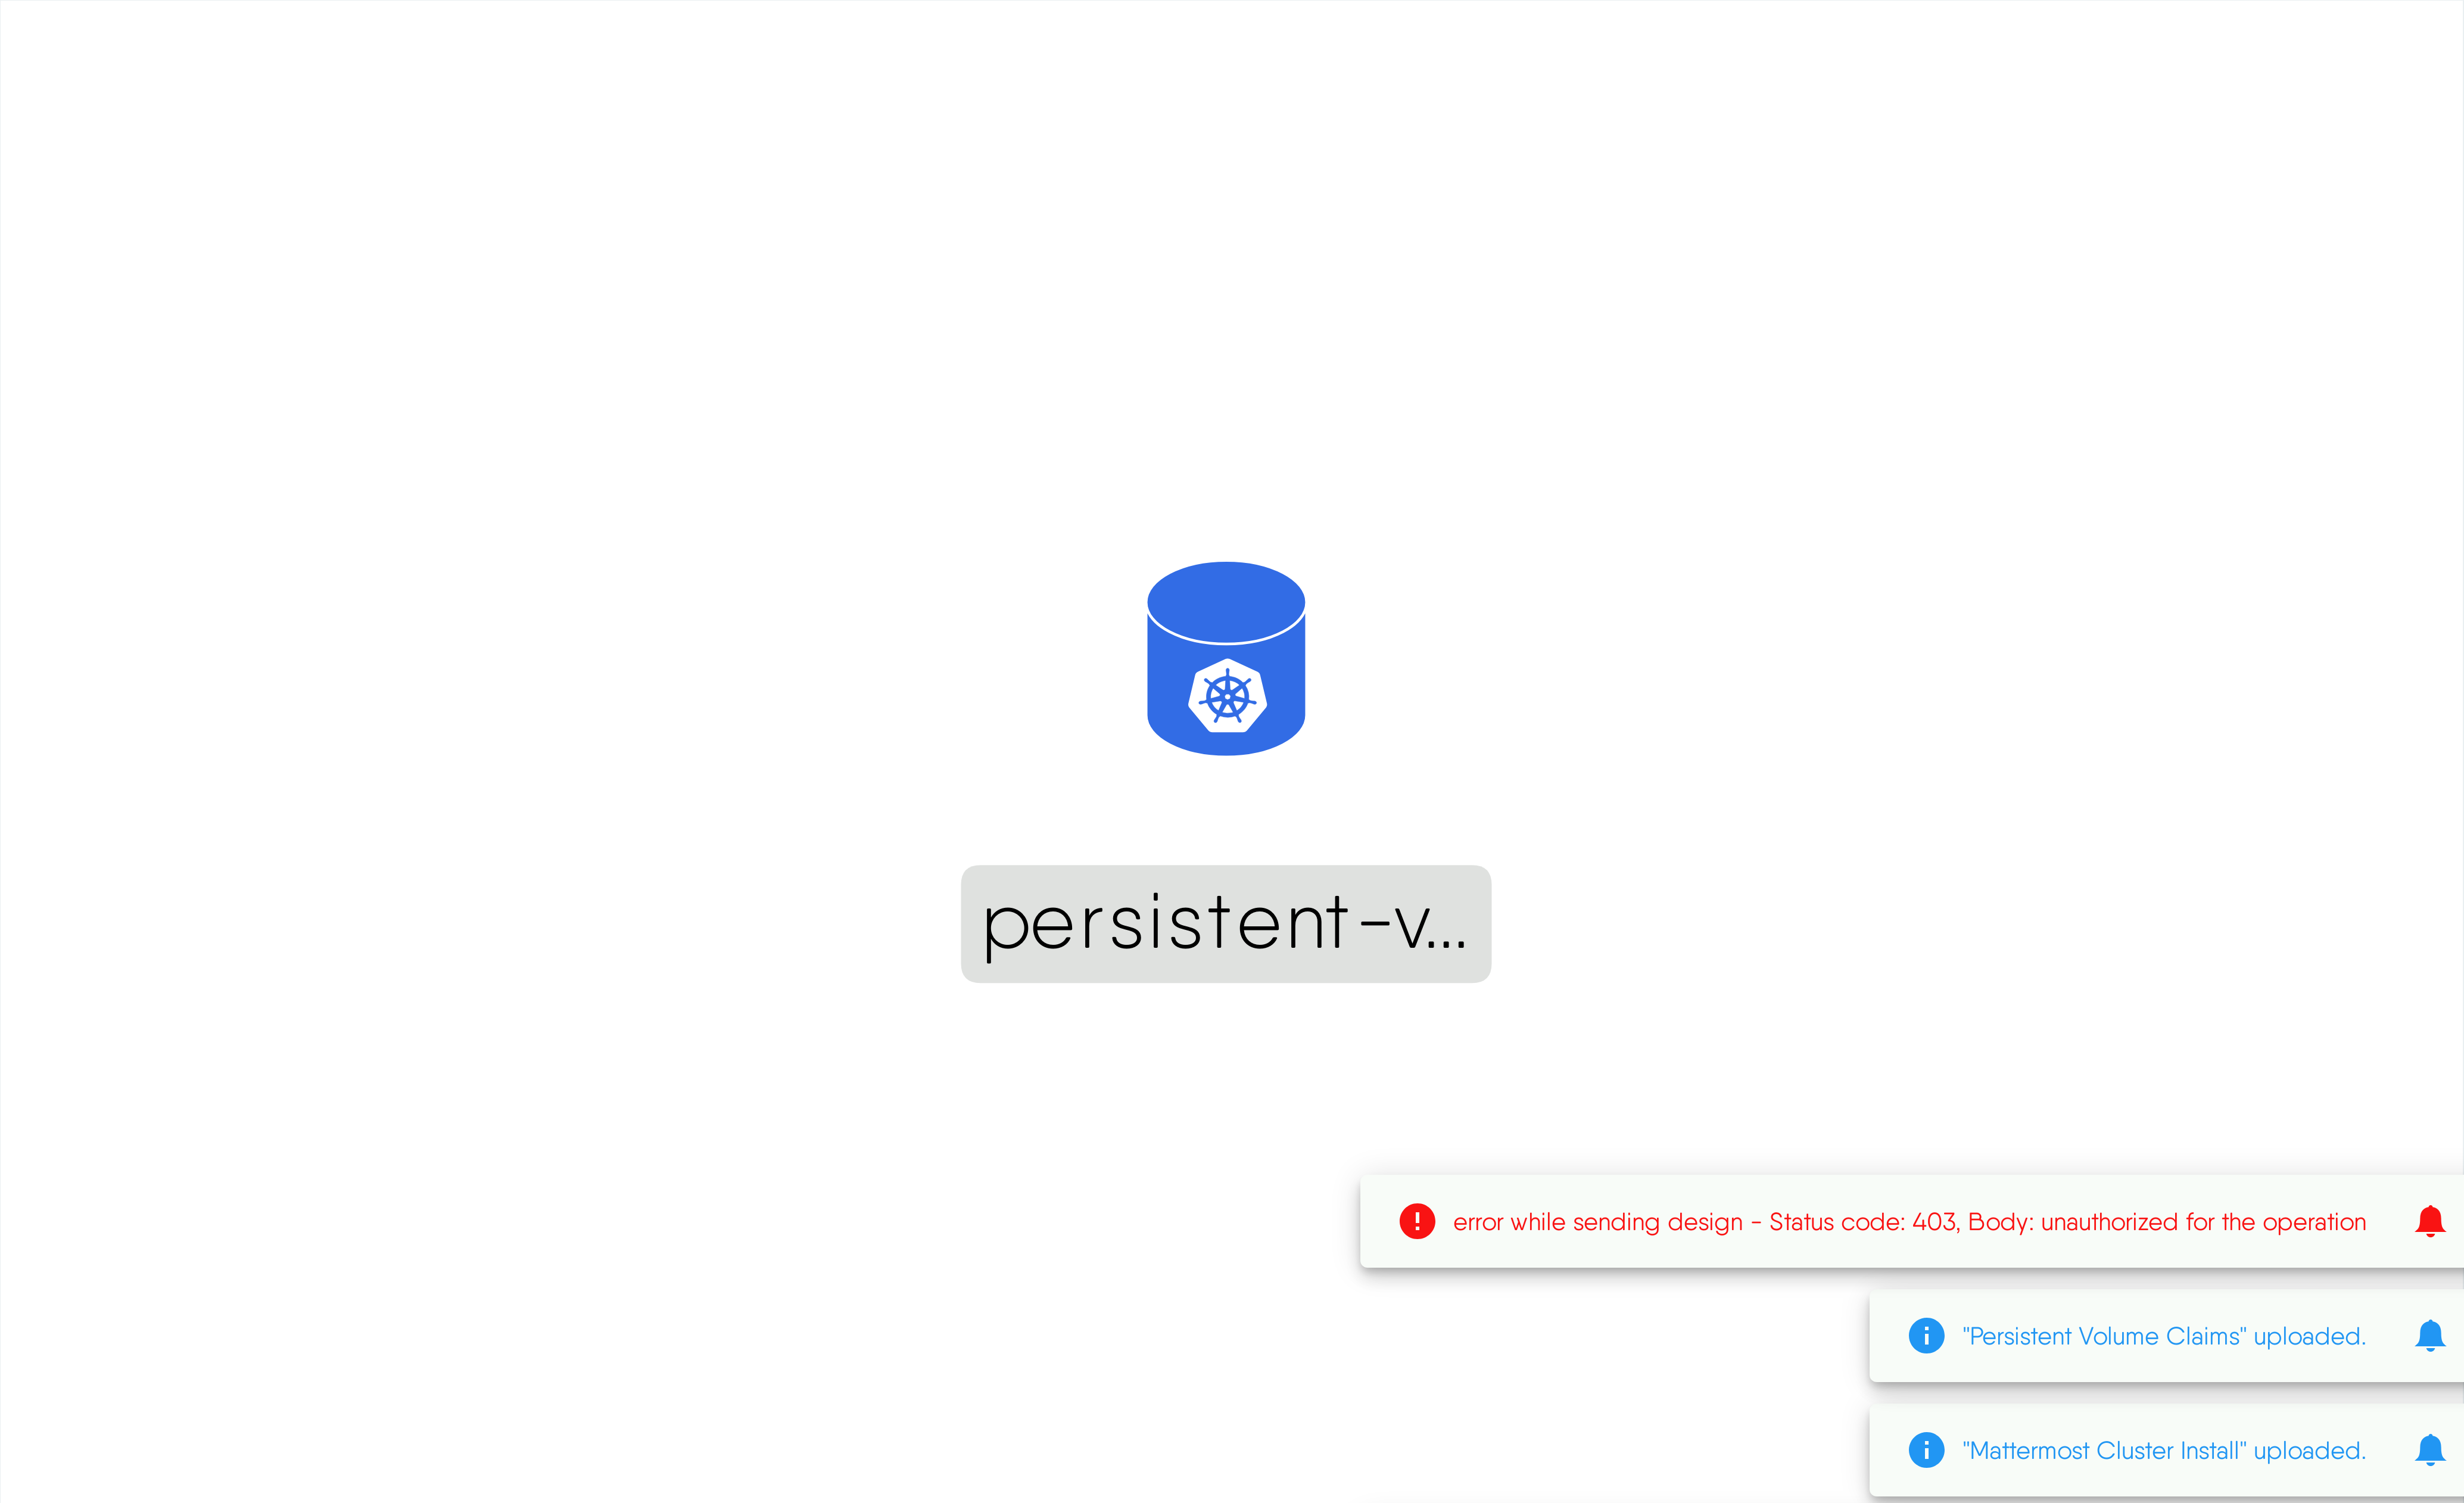 persistent-v...
error while sending design - Status code: 403, Body: unauthorized for the operation
"Persistent Volume Claims" uploaded.
"Mattermost Cluster Install" uploaded.